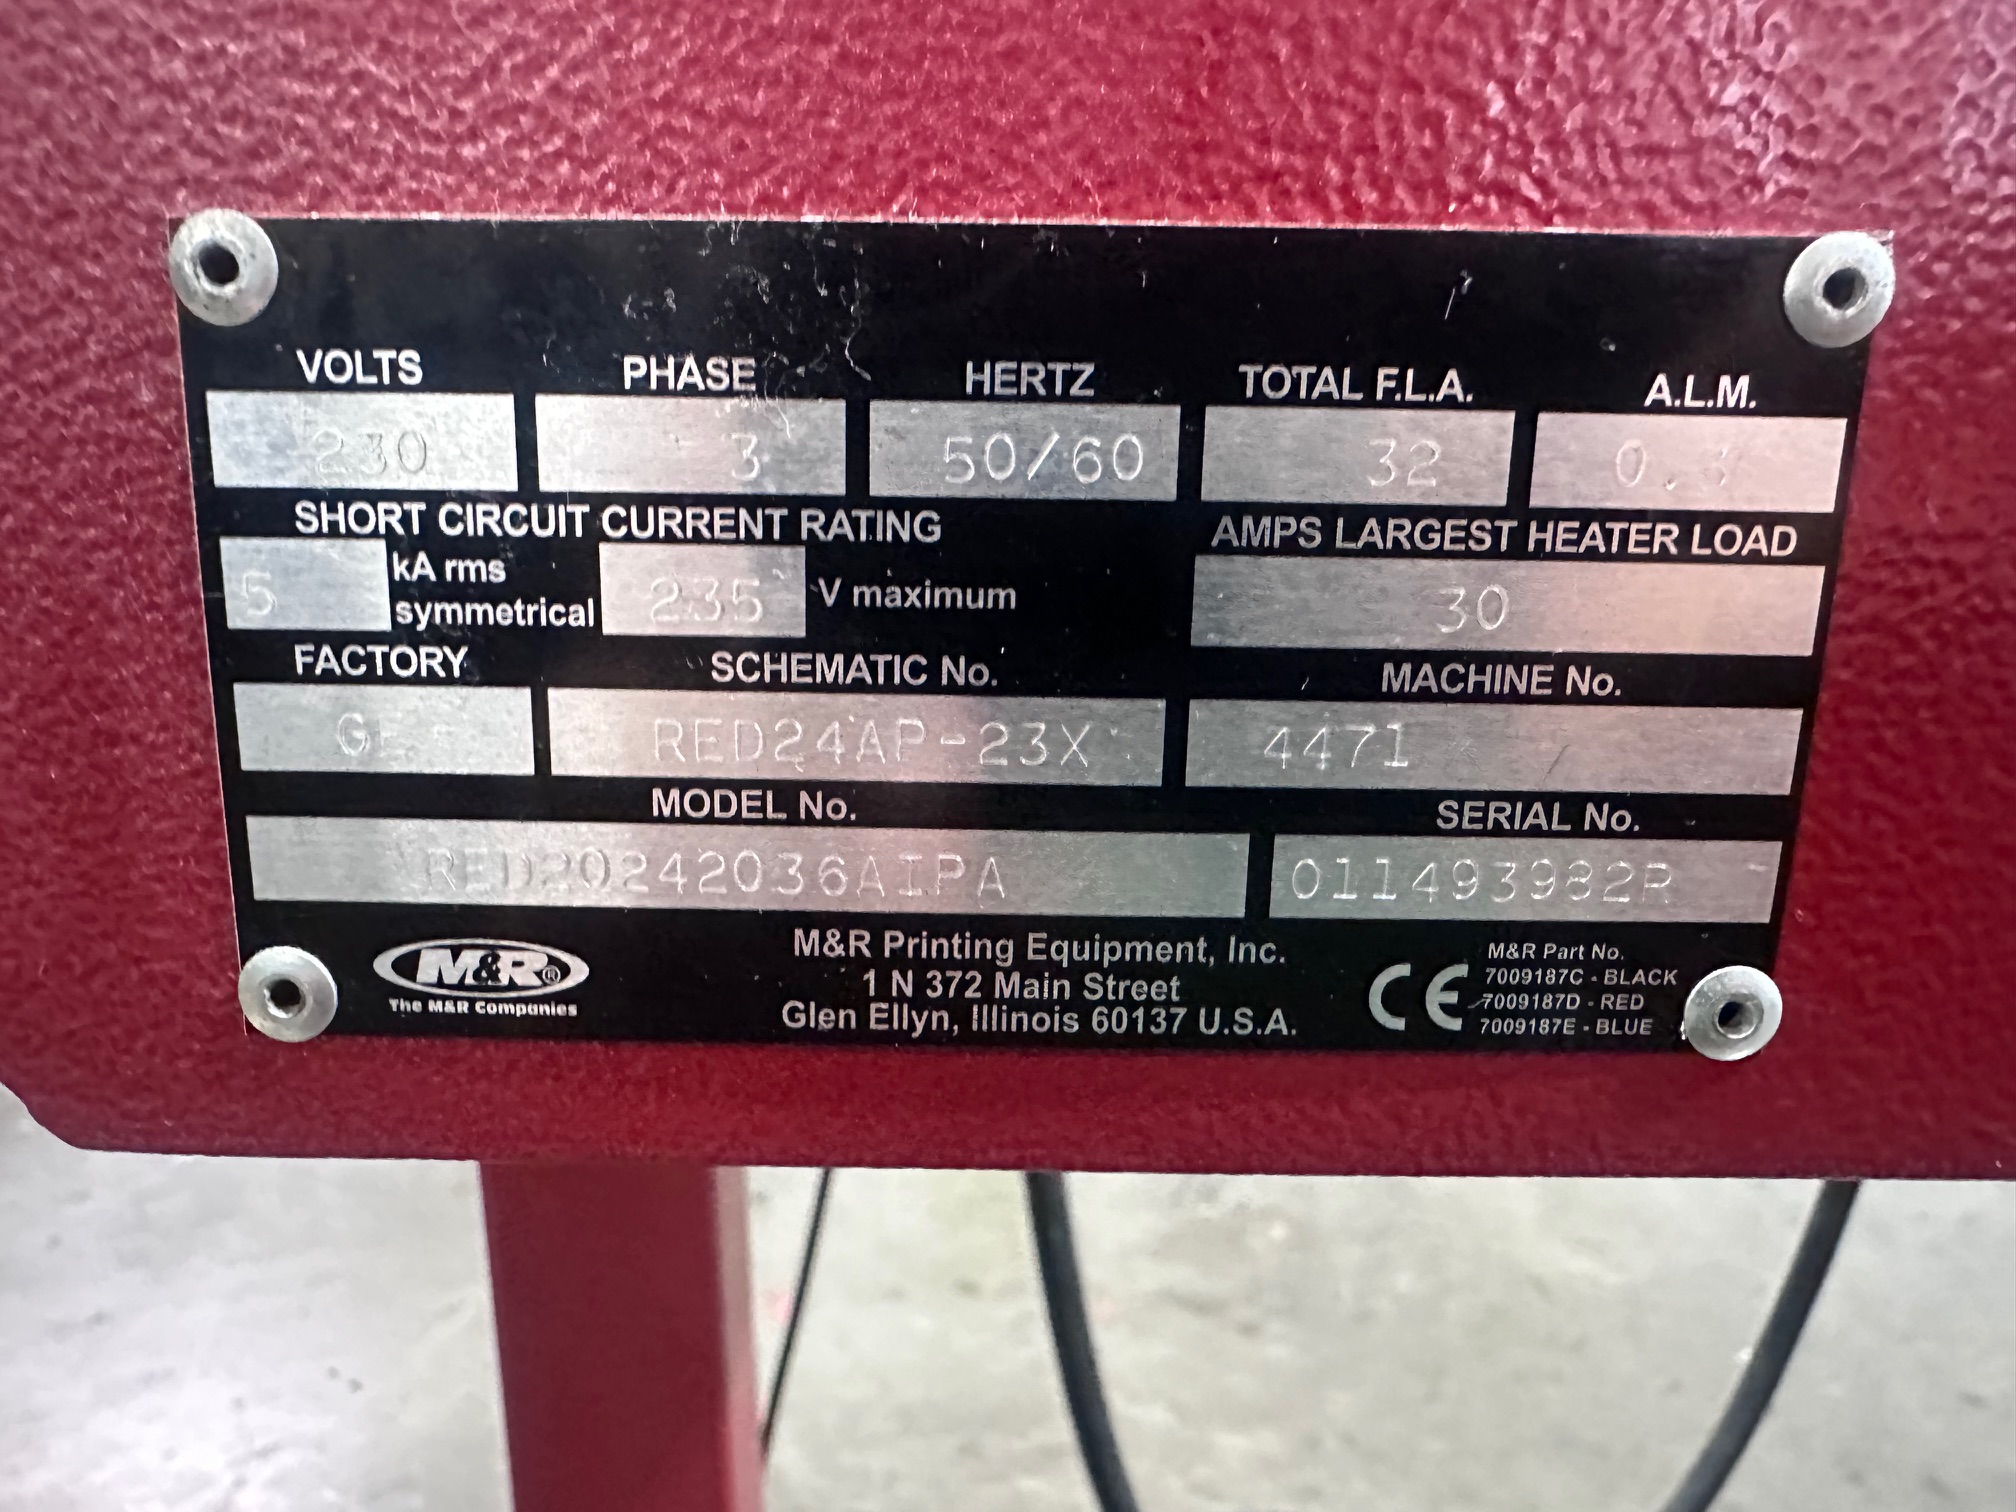 VOLTS PHASE HERTZ TOTAL F.L.A. A.L.M.
230 3 50/60 32 0.
SHORT CIRCUIT CURRENT RATING AMPS LARGEST HEATER LOAD
5 kA rms symmetrical 235 V maximum 30
FACTORY SCHEMATIC No. MACHINE No.
GE RED24AP-23X 4471
MODEL No. SERIAL No.
RED20242036AIPA 011493982R
M&R®
The M&R Companies
M&R Printing Equipment, Inc.
1 N 372 Main Street
Glen Ellyn, Illinois 60137 U.S.A.
CE
M&R Part No.
7009187C - BLACK
7009187D - RED
7009187E - BLUE